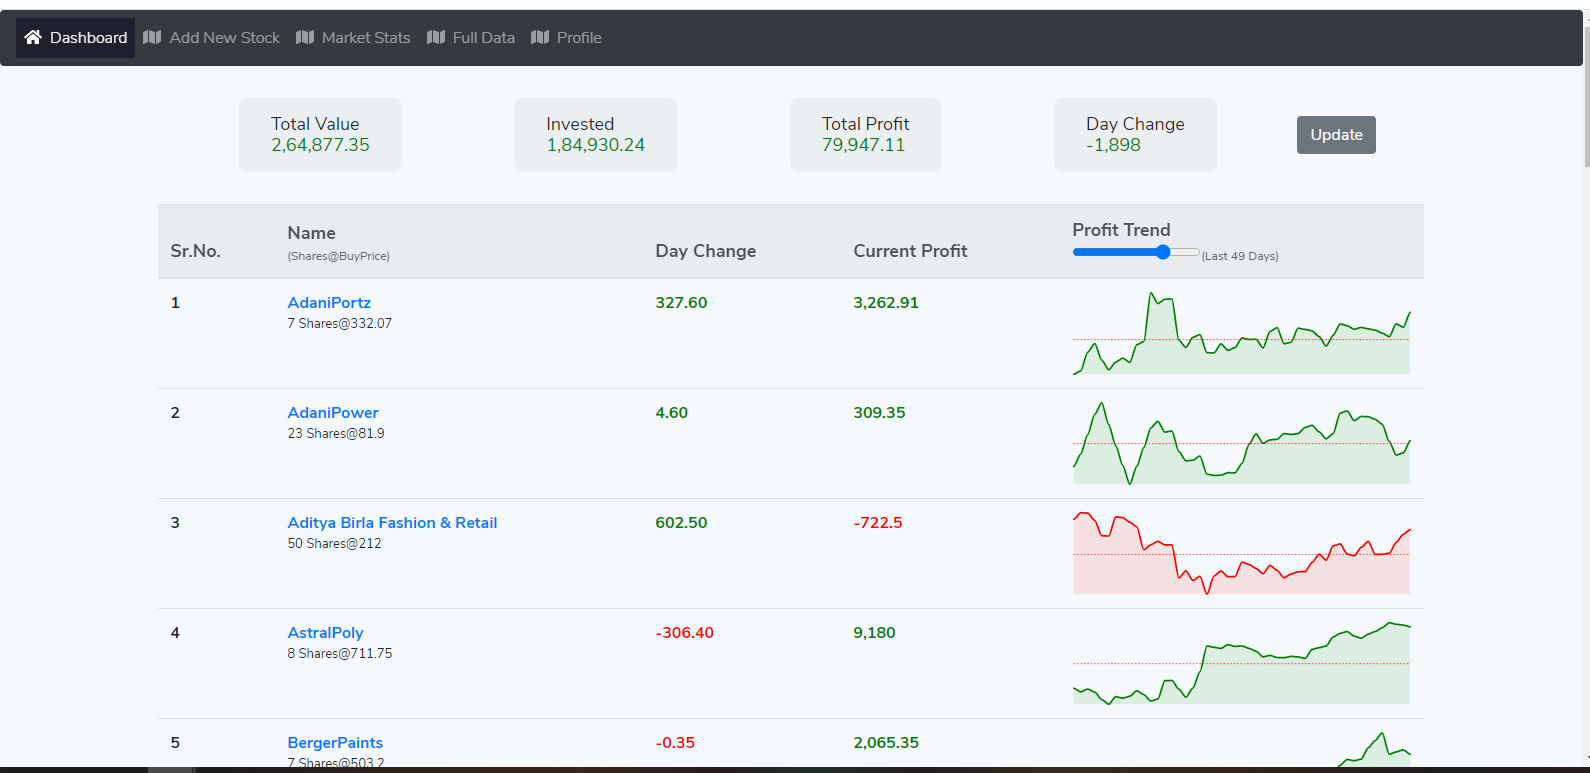 Dashboard Add New Stock Market Stats Full Data Profile
Total Value Invested Total Profit Day Change
2,64,877.35 1,84,930.24 79,947.11 -1,898
Update
Sr.No. Name Day Change Current Profit Profit Trend
(Shares@BuyPrice) (Last 49 Days)
1 AdaniPortz 327.60 3,262.91
7 Shares@332.07
2 AdaniPower 4.60 309.35
23 Shares@81.9
3 Aditya Birla Fashion & Retail 602.50 -722.5
50 Shares@212
4 AstralPoly -306.40 9,180
8 Shares@711.75
5 BergerPaints -0.35 2,065.35
7 Shares@503.2